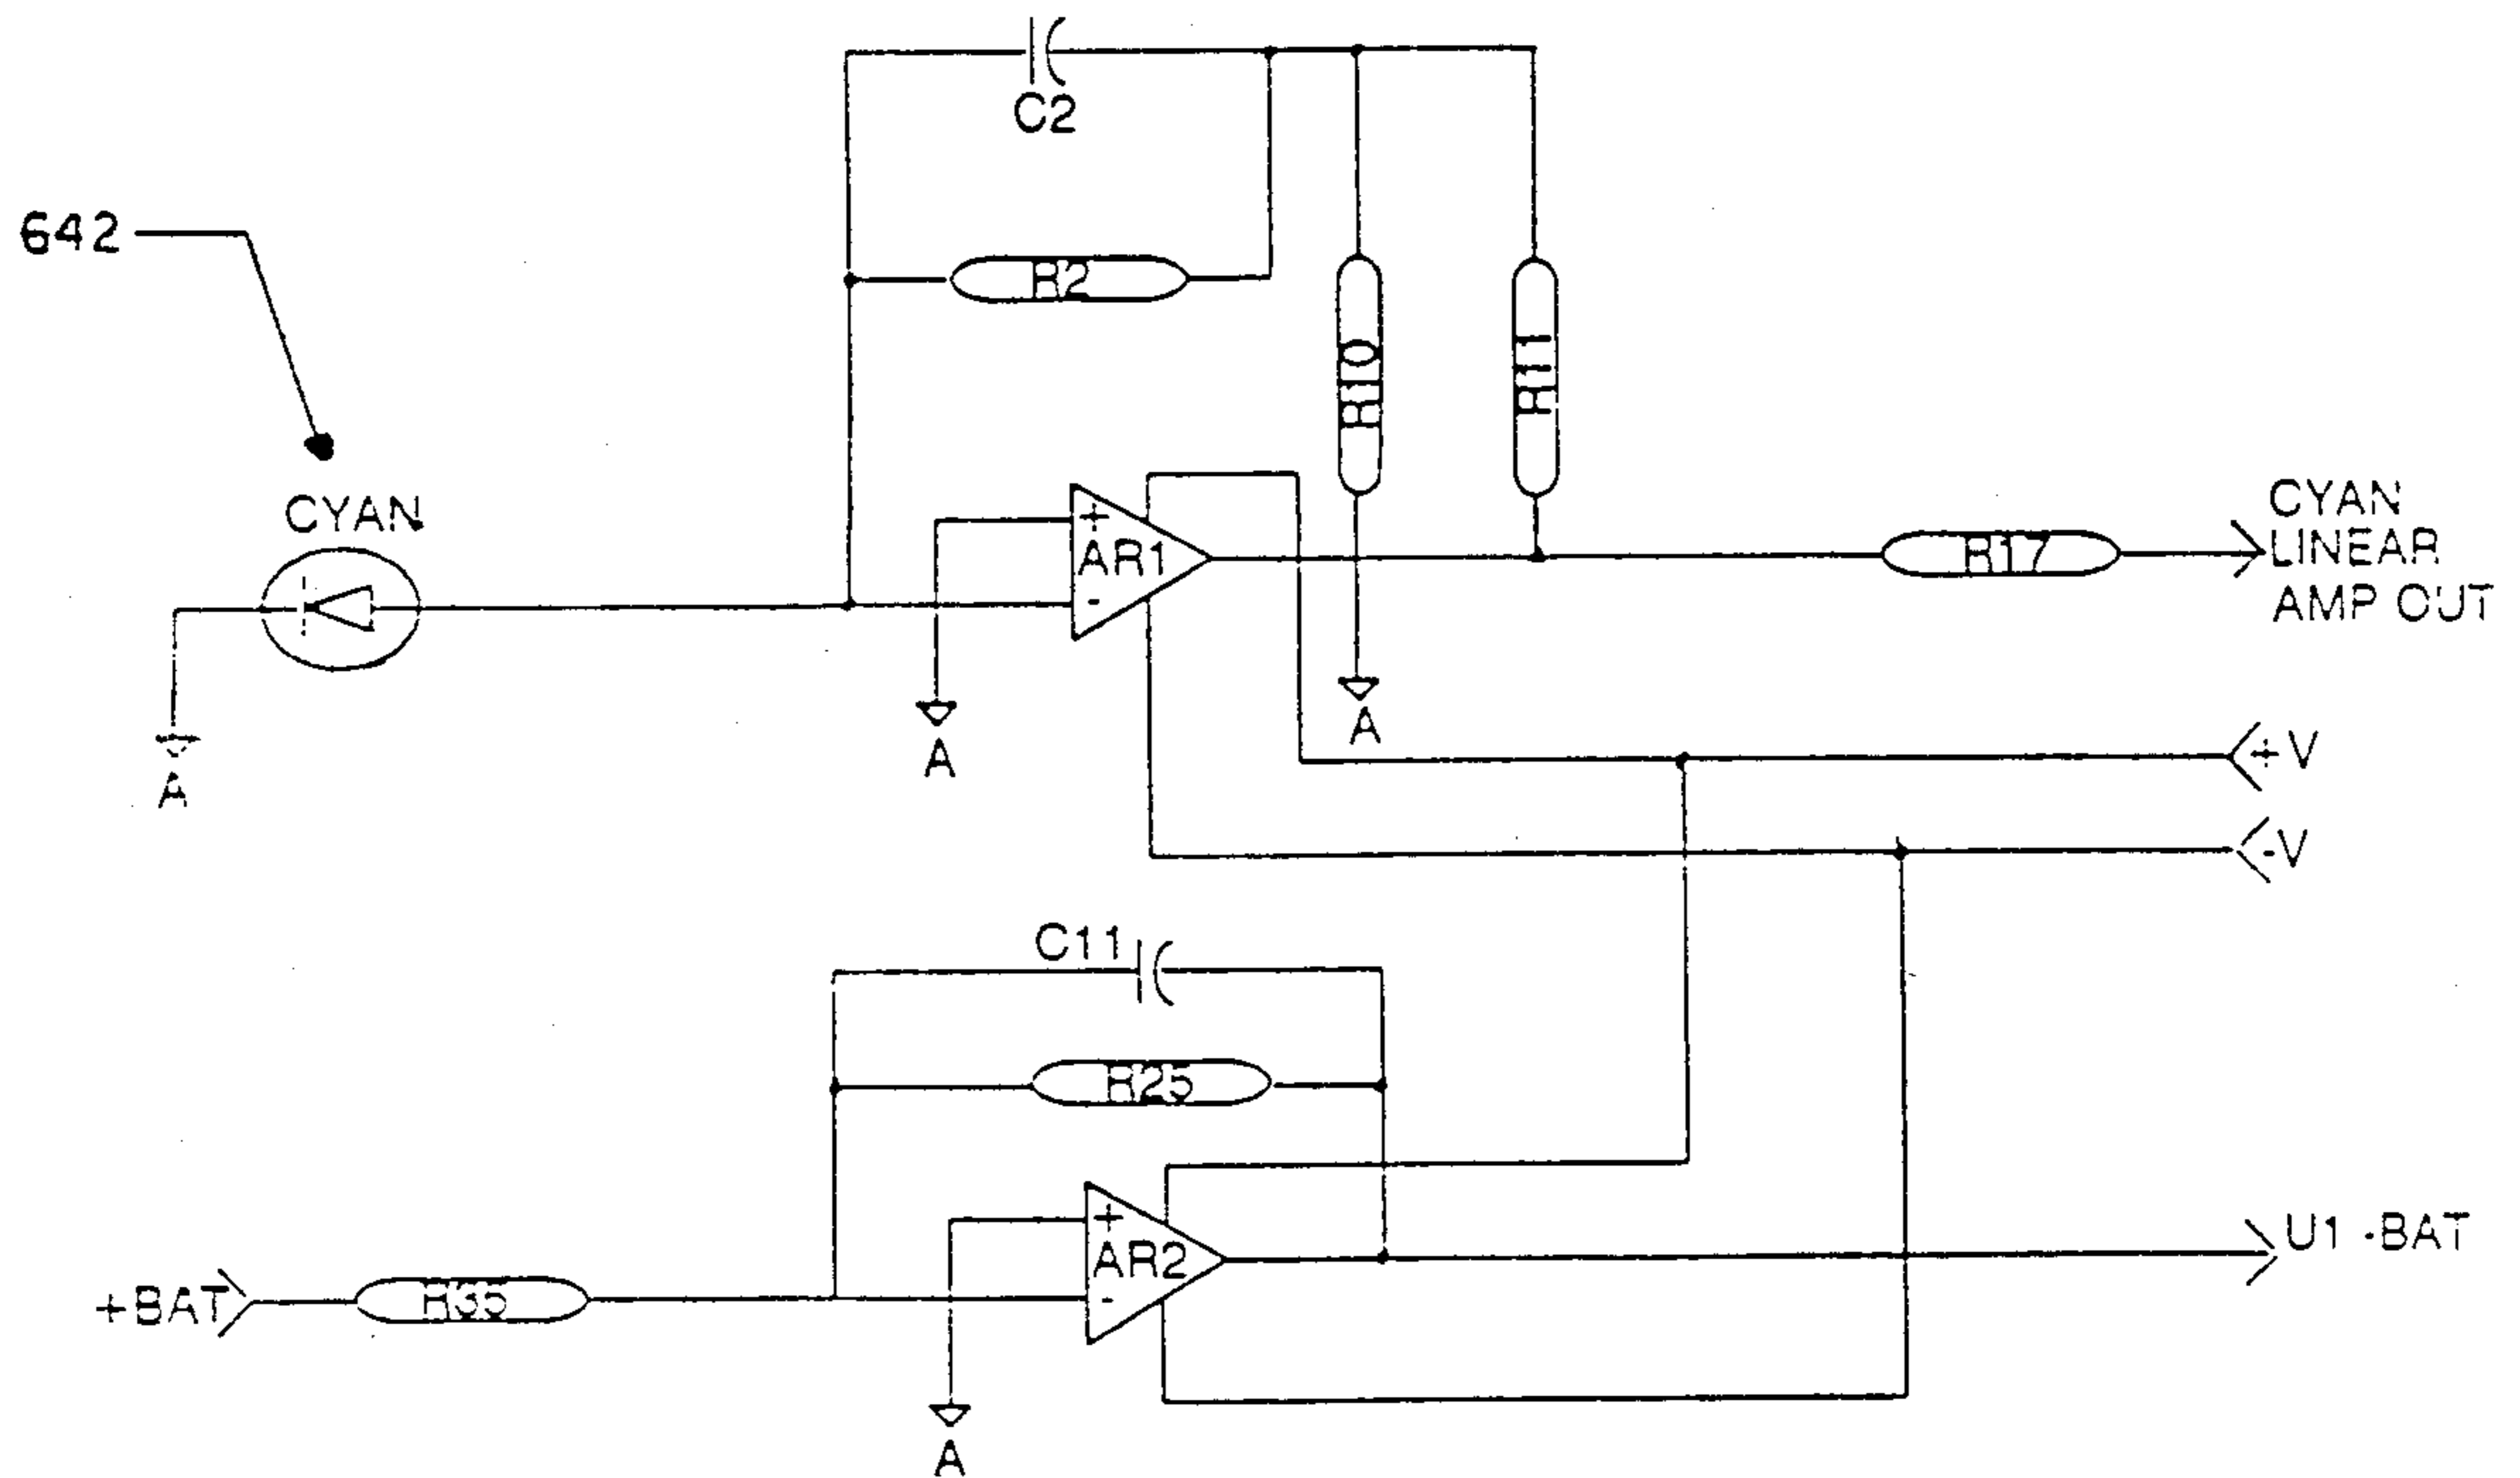 C2
642
R2
R10
R11
CYAN
+
AR1
-
R17
CYAN
LINEAR
AMP OUT
A
A
A
+V
-V
C11
R25
+
AR2
-
+BAT
R35
U1 -BAT
A